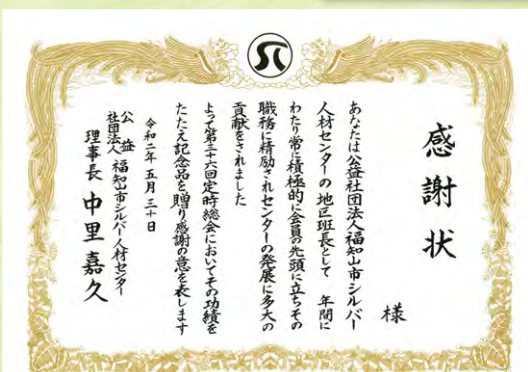 感謝状
様
あなたは公益社団法人福知山市シルバー
人材センターの地区班長として 年間に
わたり常に積極的に会員の先頭に立ちその
職務に精励されセンターの発展に多大の
貢献をされました
よって第三十六回定時総会においてその功績を
たたえ記念品を贈り感謝の意を表します
令和二年五月三十日
公益社団法人 福知山市シルバー人材センター
理事長 中里嘉久